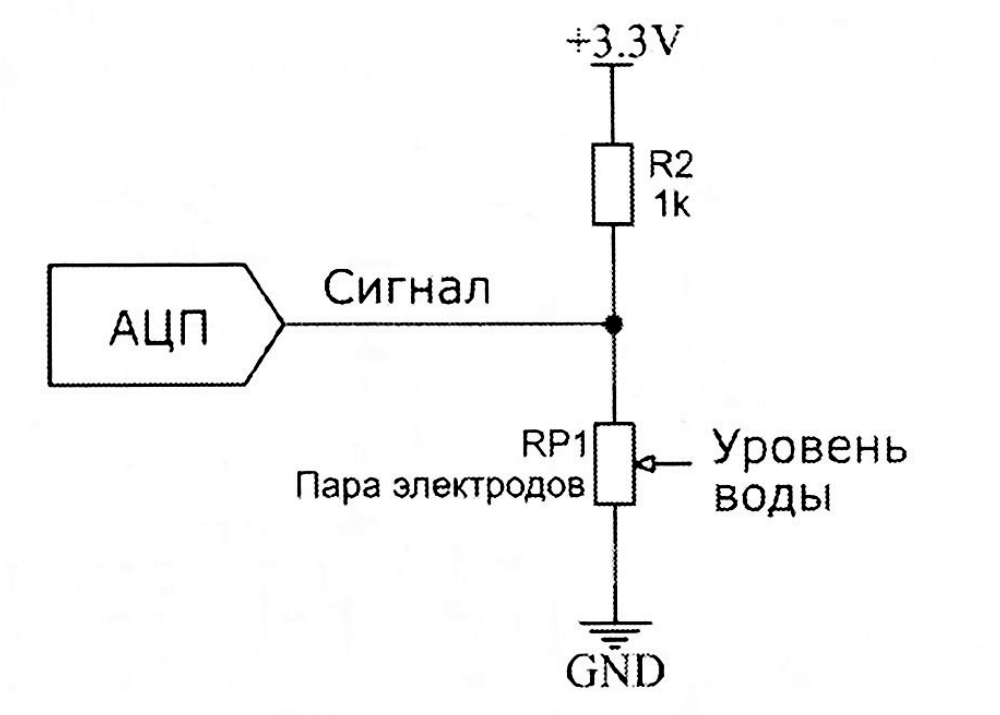 +3.3V
R2
1k
Сигнал
АЦП
RP1
Пара электродов
Уровень
воды
GND